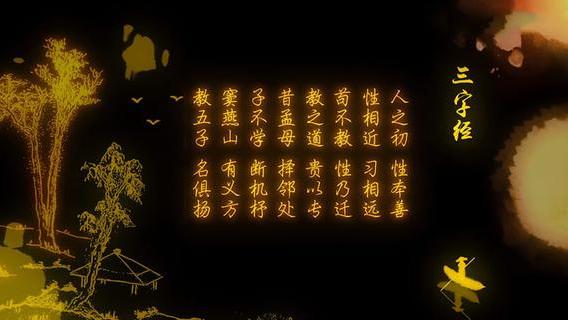 三字经
人之初 性本善
性相近 习相远
苟不教 性乃迁
教之道 贵以专
昔孟母 择邻处
子不学 断机杼
窦燕山 有义方
教五子 名俱扬